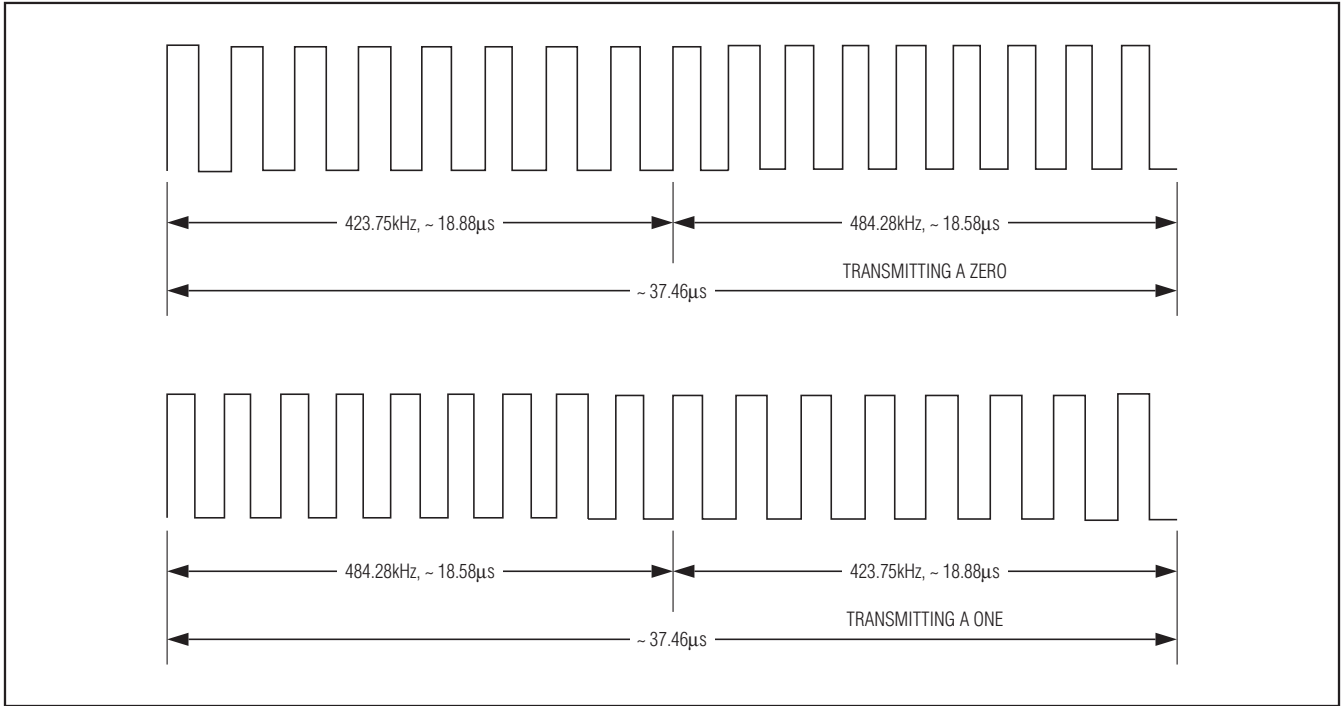 423.75kHz, ~ 18.88µs
484.28kHz, ~ 18.58µs
TRANSMITTING A ZERO
~ 37.46µs
484.28kHz, ~ 18.58µs
423.75kHz, ~ 18.88µs
TRANSMITTING A ONE
~ 37.46µs